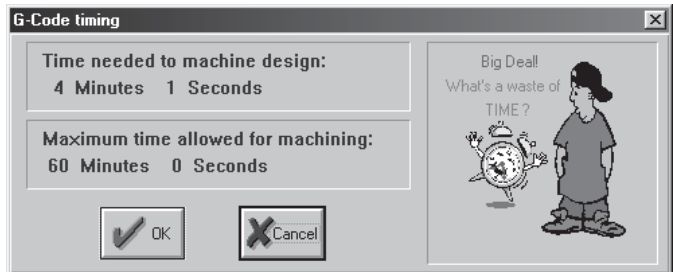 G-Code timing
Time needed to machine design:
4 Minutes 1 Seconds
Maximum time allowed for machining:
60 Minutes 0 Seconds
OK
Cancel
Big Deal!
What's a waste of
TIME ?